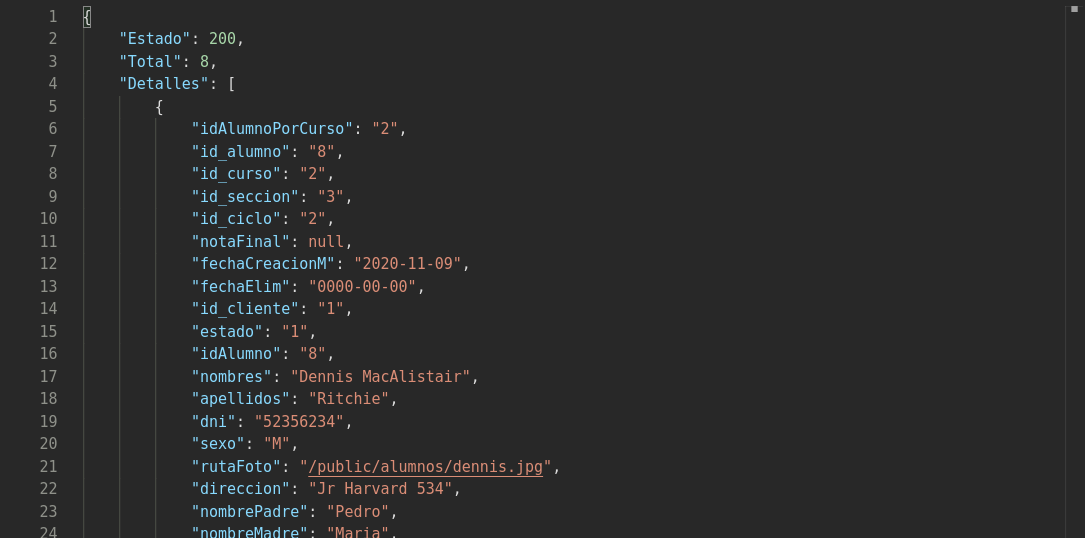 1 {
2 "Estado": 200,
3 "Total": 8,
4 "Detalles": [
5 {
6 "idAlumnoPorCurso": "2",
7 "id_alumno": "8",
8 "id_curso": "2",
9 "id_seccion": "3",
10 "id_ciclo": "2",
11 "notaFinal": null,
12 "fechaCreacionM": "2020-11-09",
13 "fechaElim": "0000-00-00",
14 "id_cliente": "1",
15 "estado": "1",
16 "idAlumno": "8",
17 "nombres": "Dennis MacAlistair",
18 "apellidos": "Ritchie",
19 "dni": "52356234",
20 "sexo": "M",
21 "rutaFoto": "/public/alumnos/dennis.jpg",
22 "direccion": "Jr Harvard 534",
23 "nombrePadre": "Pedro",
24 "nombreMadre": "Maria",